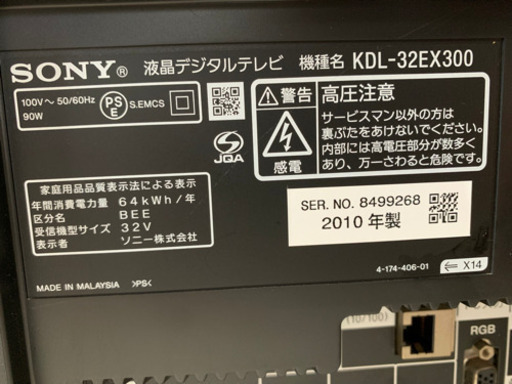 SONY® 液晶デジタルテレビ 機種名 KDL-32EX300
100V～ 50/60Hz
90W
PS
E
S.EMCS
JQA
警告 高圧注意
感電
サービスマン以外の方は
裏ぶたをあけないでください。
内部には高電圧部分が数多く
あり、万一さわると危険です。
家庭用品品質表示法による表示
年間消費電力量 64kWh/年
区分名 BEE
受信機型サイズ 32V
ソニー株式会社
SER. NO. 8499268
2010 年製
4-174-406-01
X14
MADE IN MALAYSIA >PS<
(10/100)
RGB